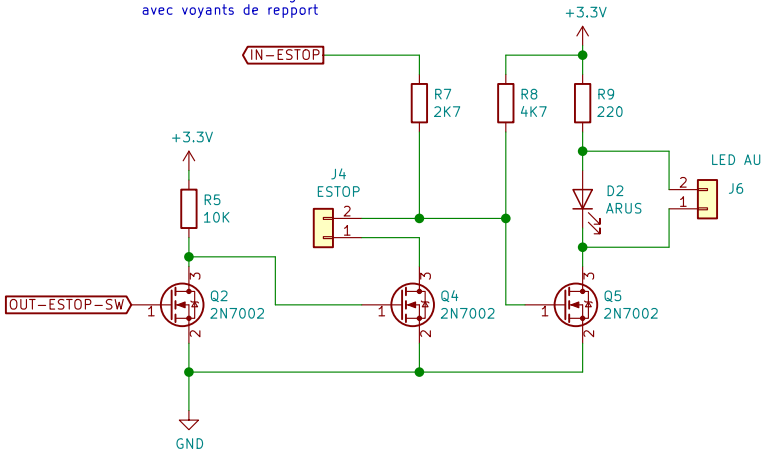 avec voyants de repport
+3.3V
IN-ESTOP
R7
2K7
R8
4K7
R9
220
+3.3V
R5
10K
J4
ESTOP
2
1
LED AU
J6
2
1
D2
ARUS
3
Q2
2N7002
1
2
3
Q4
2N7002
1
2
3
Q5
2N7002
1
2
OUT-ESTOP-SW
GND